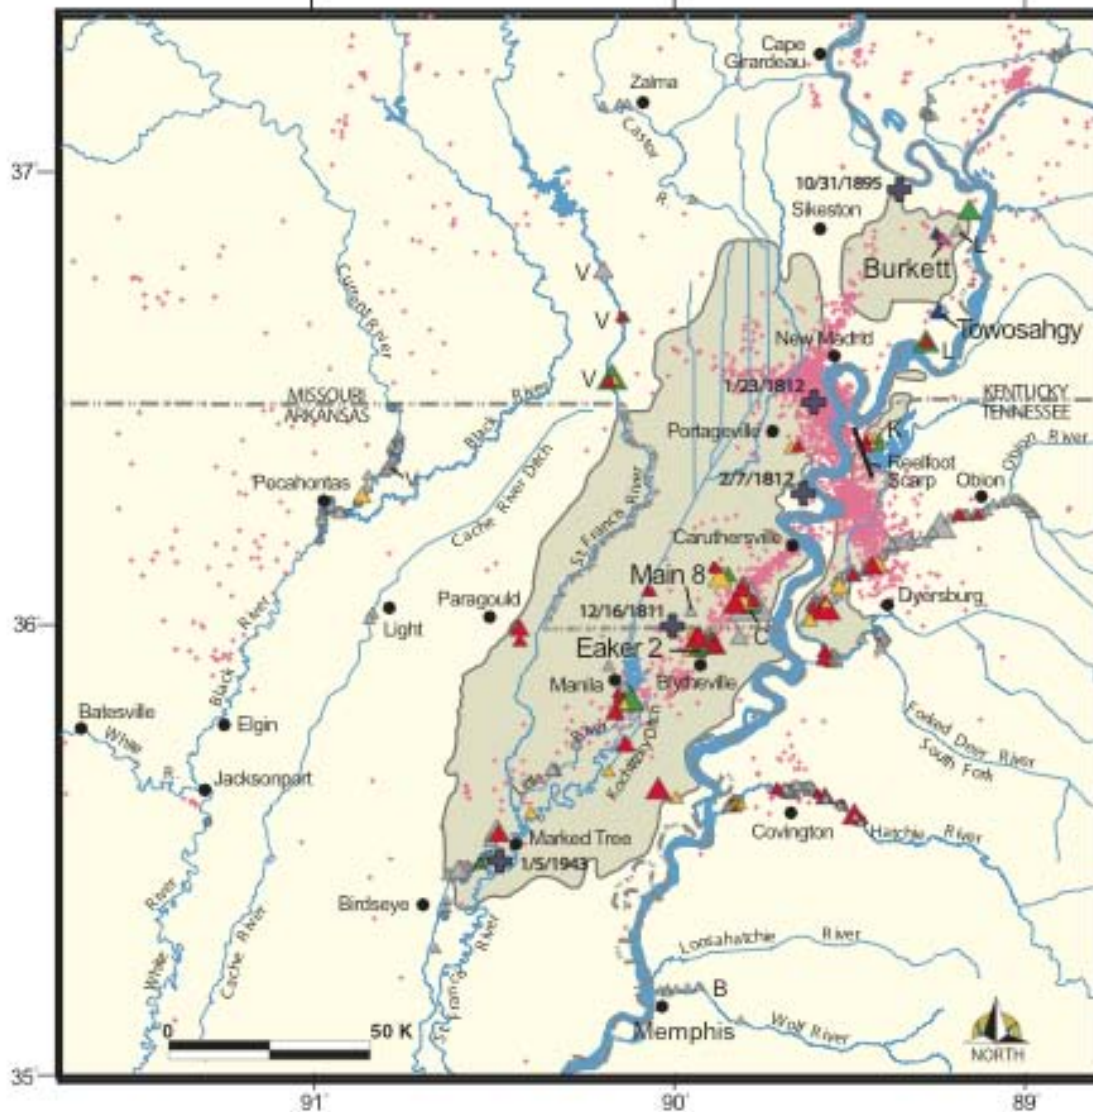 Cape
Girardeau
Zalma
Castor
R.
37°
10/31/1895
Sikeston
L
Burkett
V
Current River
V
Towosahgy
New Madrid
L
V
1/23/1812
MISSOURI
ARKANSAS
KENTUCKY
TENNESSEE
Black River
Portageville
K
Reelfoot
Scarp
Obion River
Obion
V
Pocahontas
Cache River Ditch
St. Francis River
2/7/1812
Caruthersville
Main 8
Paragould
12/16/1811
Dyersburg
36°
Light
C
Eaker 2
Black River
Manila
Blytheville
Batesville
White R.
Elgin
Little River
Forked Deer River
South Fork
Jacksonport
Covington
Hatchie River
Marked Tree
1/5/1943
Birdseye
White River
Cache River
St. Francis River
Loosahatchie River
B
Memphis
Wolf River
0
50 K
NORTH
35°
91°
90°
89°